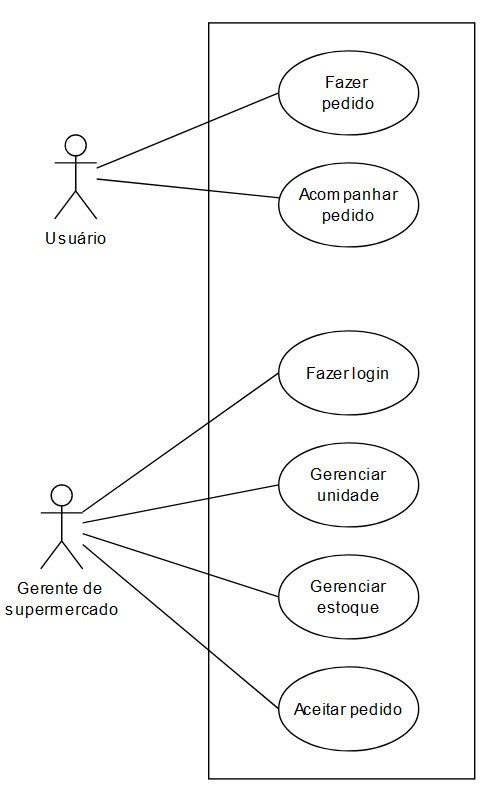 Fazer
pedido
Acompanhar
pedido
Usuário
Fazer login
Gerenciar
unidade
Gerente de
supermercado
Gerenciar
estoque
Aceitar pedido